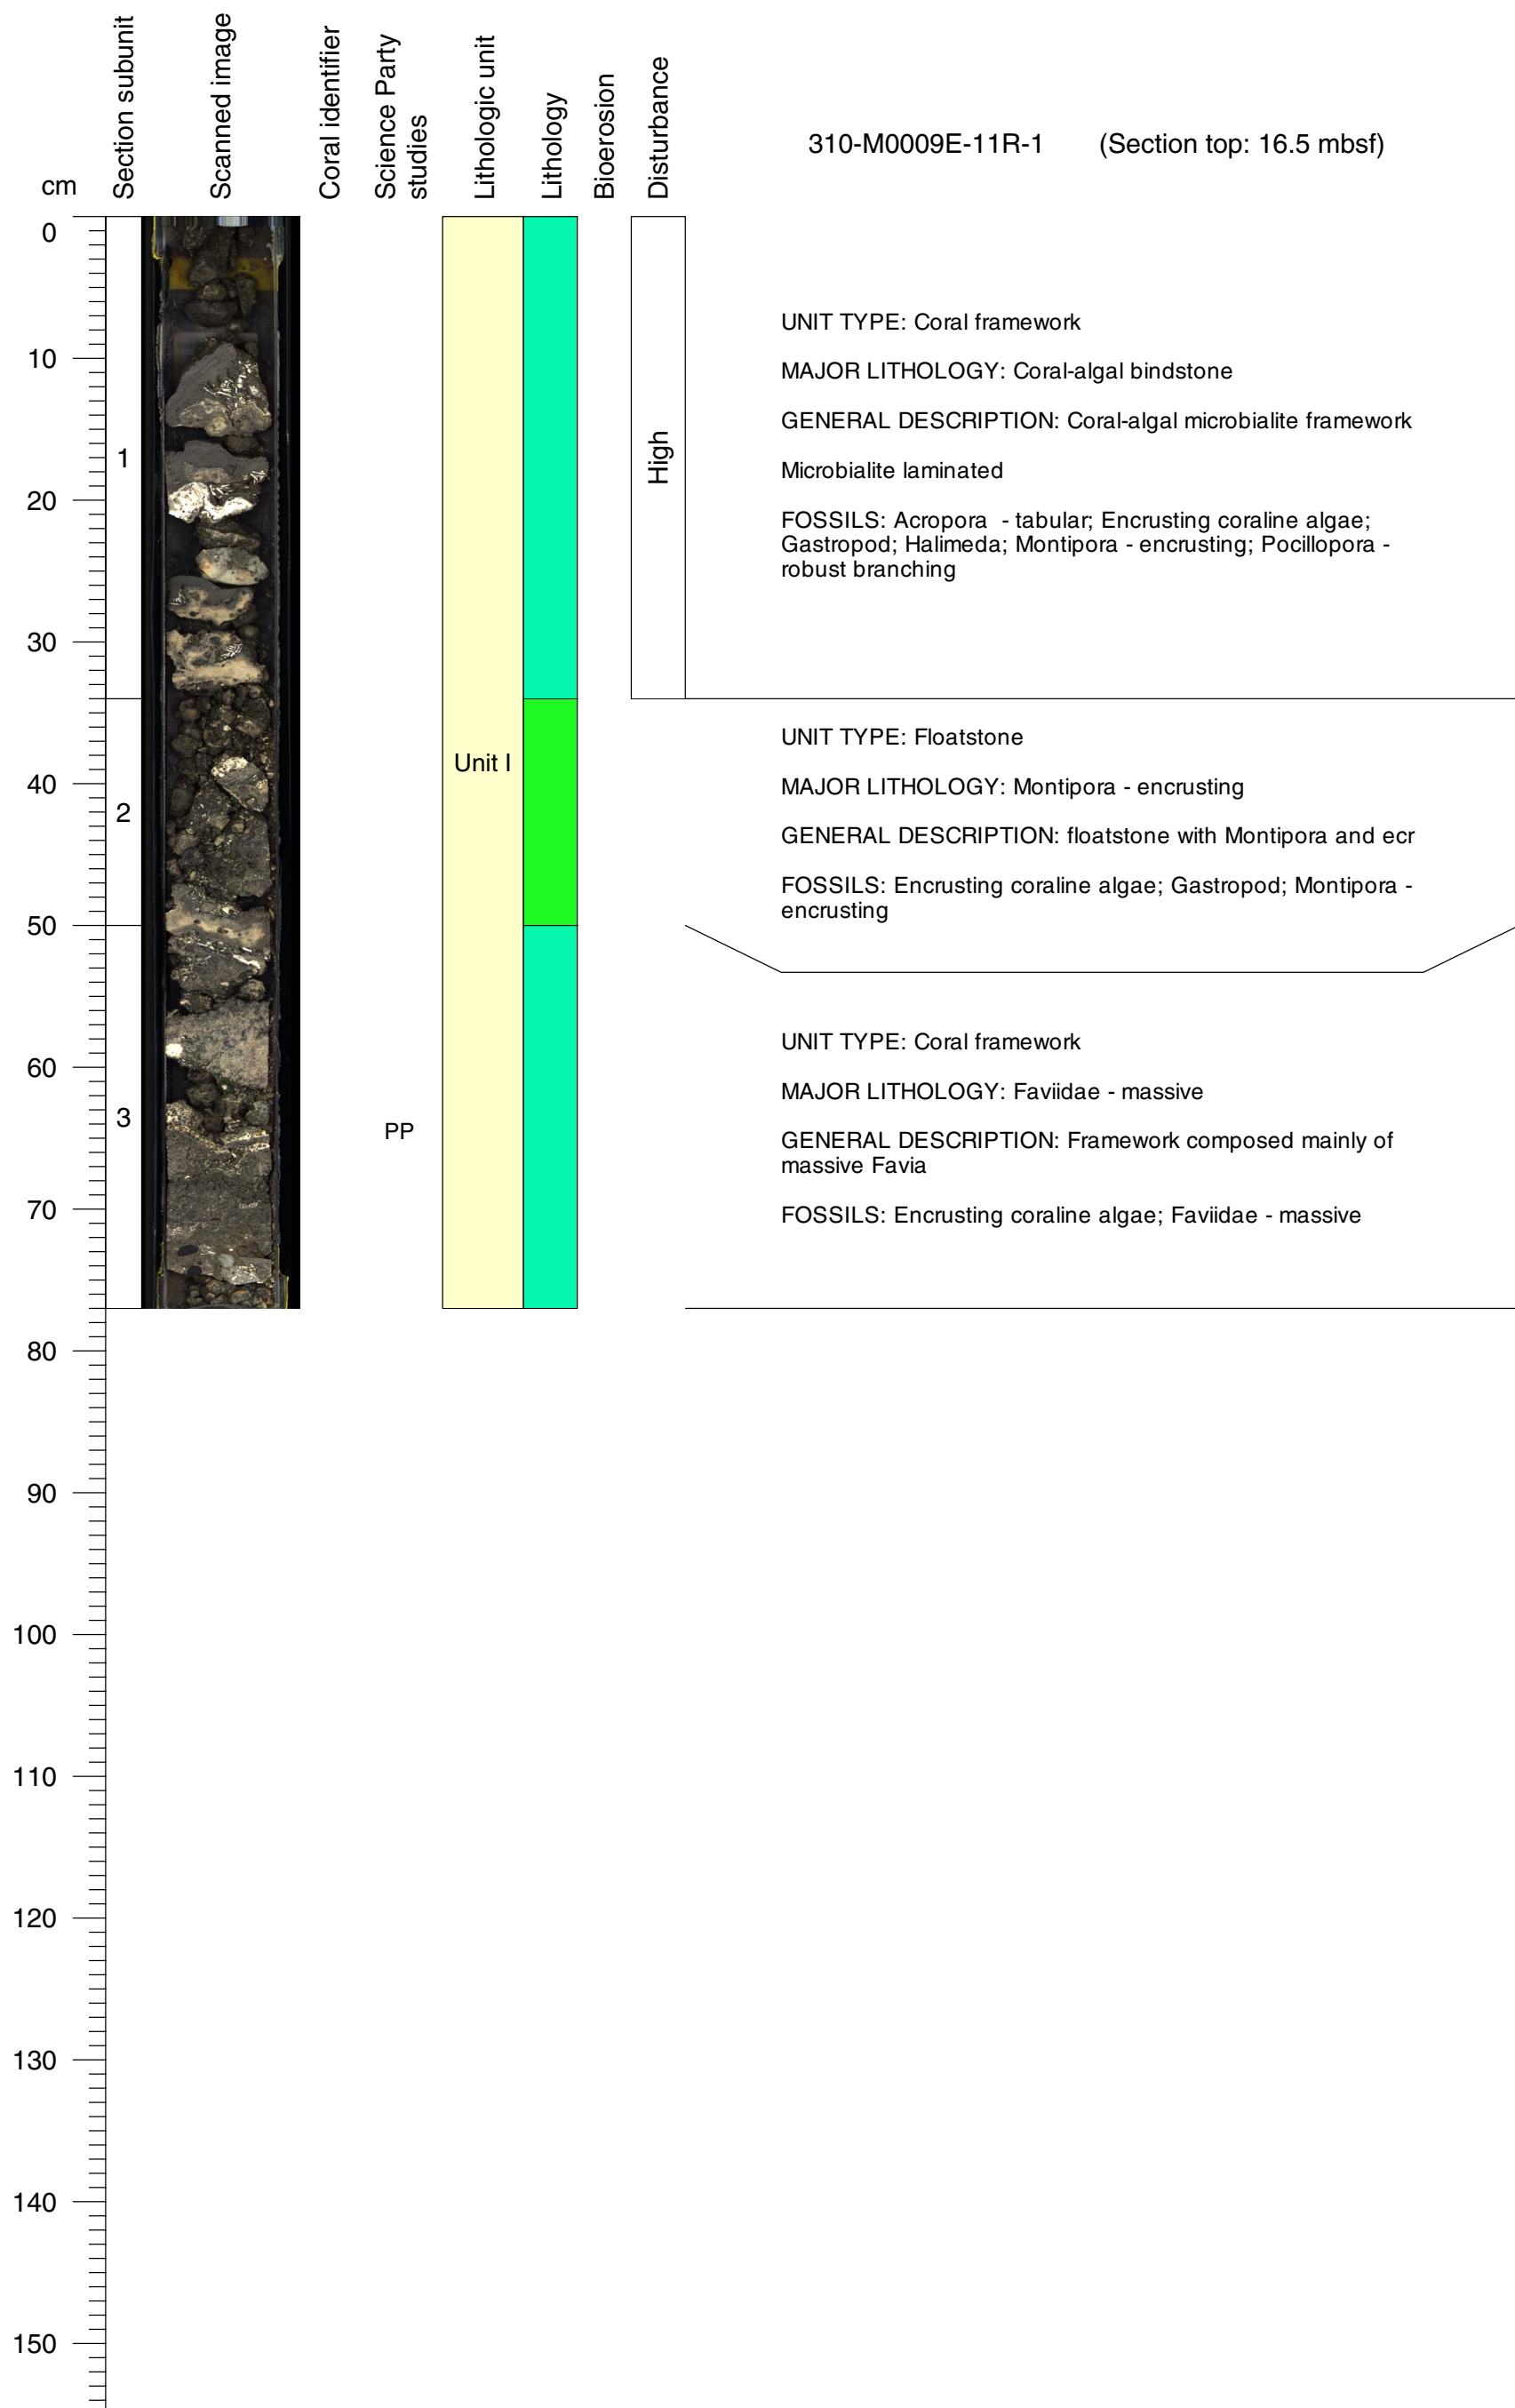 cm
Section subunit
Scanned image
Coral identifier
Science Party
studies
Lithologic unit
Lithology
Bioerosion
Disturbance
310-M0009E-11R-1 (Section top: 16.5 mbsf)
0
10
20
30
40
50
60
70
80
90
100
110
120
130
140
150
1
2
3
PP
Unit I
High
UNIT TYPE: Coral framework
MAJOR LITHOLOGY: Coral-algal bindstone
GENERAL DESCRIPTION: Coral-algal microbialite framework
Microbialite laminated
FOSSILS: Acropora - tabular; Encrusting coraline algae;
Gastropod; Halimeda; Montipora - encrusting; Pocillopora -
robust branching
UNIT TYPE: Floatstone
MAJOR LITHOLOGY: Montipora - encrusting
GENERAL DESCRIPTION: floatstone with Montipora and ecr
FOSSILS: Encrusting coraline algae; Gastropod; Montipora -
encrusting
UNIT TYPE: Coral framework
MAJOR LITHOLOGY: Faviidae - massive
GENERAL DESCRIPTION: Framework composed mainly of
massive Favia
FOSSILS: Encrusting coraline algae; Faviidae - massive